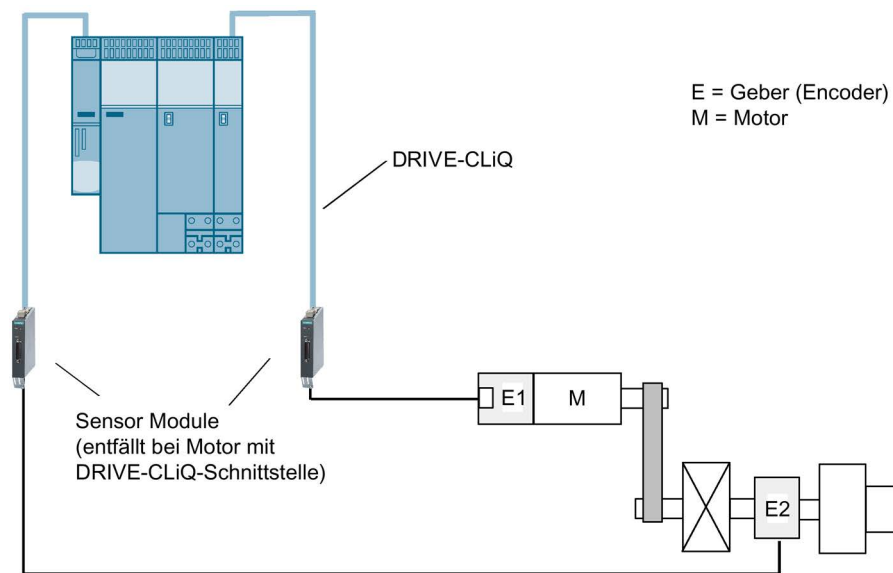 E = Geber (Encoder)
M = Motor
DRIVE-CLiQ
E1
M
Sensor Module
(entfällt bei Motor mit
DRIVE-CLiQ-Schnittstelle)
E2